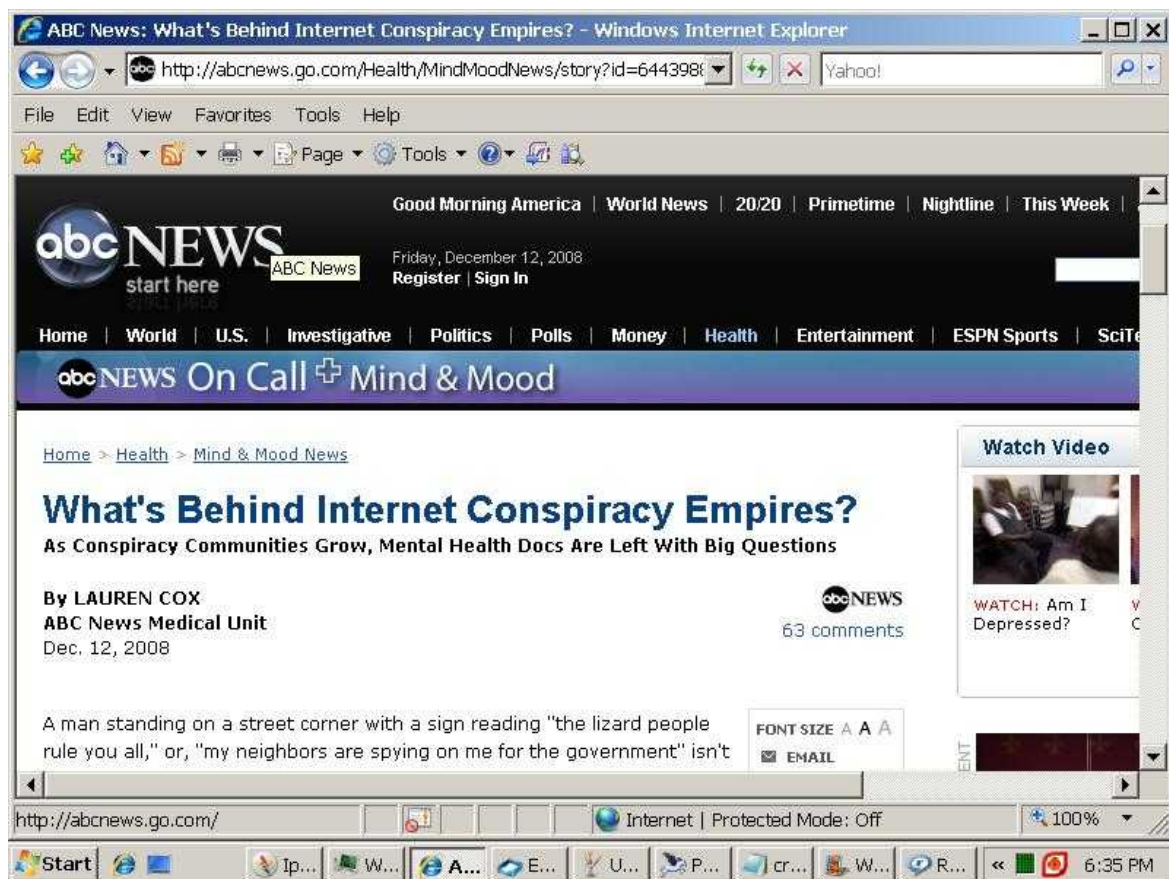 ABC News: What's Behind Internet Conspiracy Empires? - Windows Internet Explorer
http://abcnews.go.com/Health/MindMoodNews/story?id=644398
Yahoo!
File Edit View Favorites Tools Help
Page Tools
Good Morning America | World News | 20/20 | Primetime | Nightline | This Week |
abc NEWS
start here
ABC News
Friday, December 12, 2008
Register | Sign In
Home | World | U.S. | Investigative | Politics | Polls | Money | Health | Entertainment | ESPN Sports | SciTe
abc NEWS On Call + Mind & Mood
Home > Health > Mind & Mood News
What's Behind Internet Conspiracy Empires?
As Conspiracy Communities Grow, Mental Health Docs Are Left With Big Questions
By LAUREN COX
ABC News Medical Unit
Dec. 12, 2008
abc NEWS
63 comments
Watch Video
WATCH: Am I
Depressed?
A man standing on a street corner with a sign reading "the lizard people
rule you all," or, "my neighbors are spying on me for the government" isn't
FONT SIZE A A A
EMAIL
http://abcnews.go.com/
Internet | Protected Mode: Off
100%
Start Ip... W... A... E... U... P... cr... W... R... « 6:35 PM